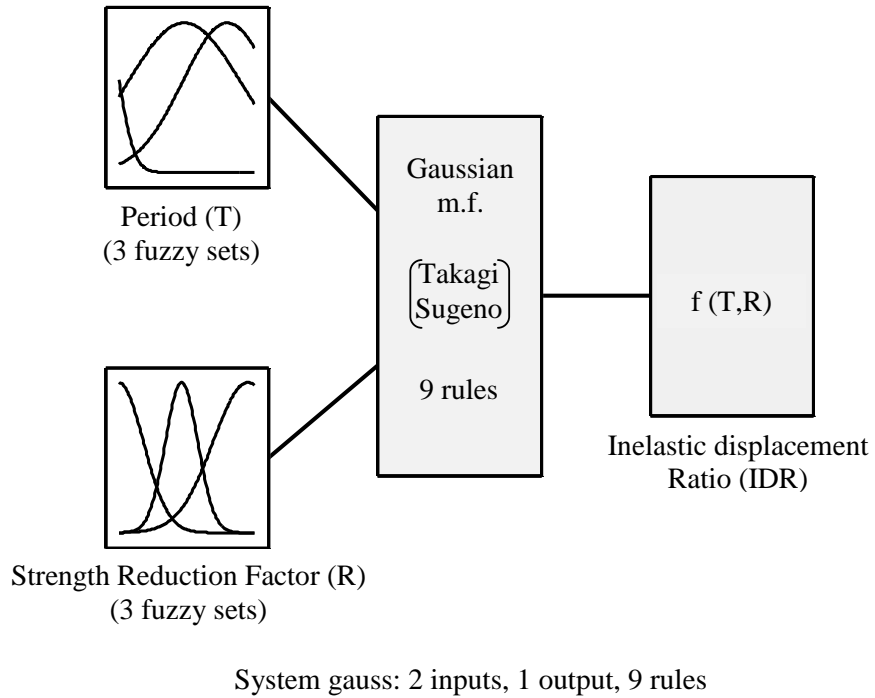 Period (T)
(3 fuzzy sets)
Gaussian
m.f.
Takagi
Sugeno
9 rules
f (T,R)
Inelastic displacement
Ratio (IDR)
Strength Reduction Factor (R)
(3 fuzzy sets)
System gauss: 2 inputs, 1 output, 9 rules